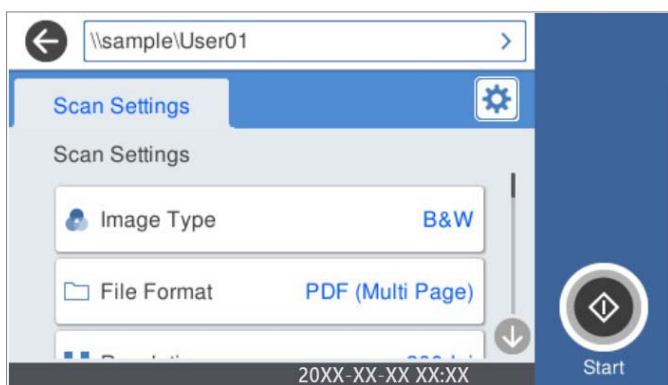 \\sample\User01
Scan Settings
Scan Settings
Image Type B&W
File Format PDF (Multi Page)
20XX-XX-XX XX:XX
Start